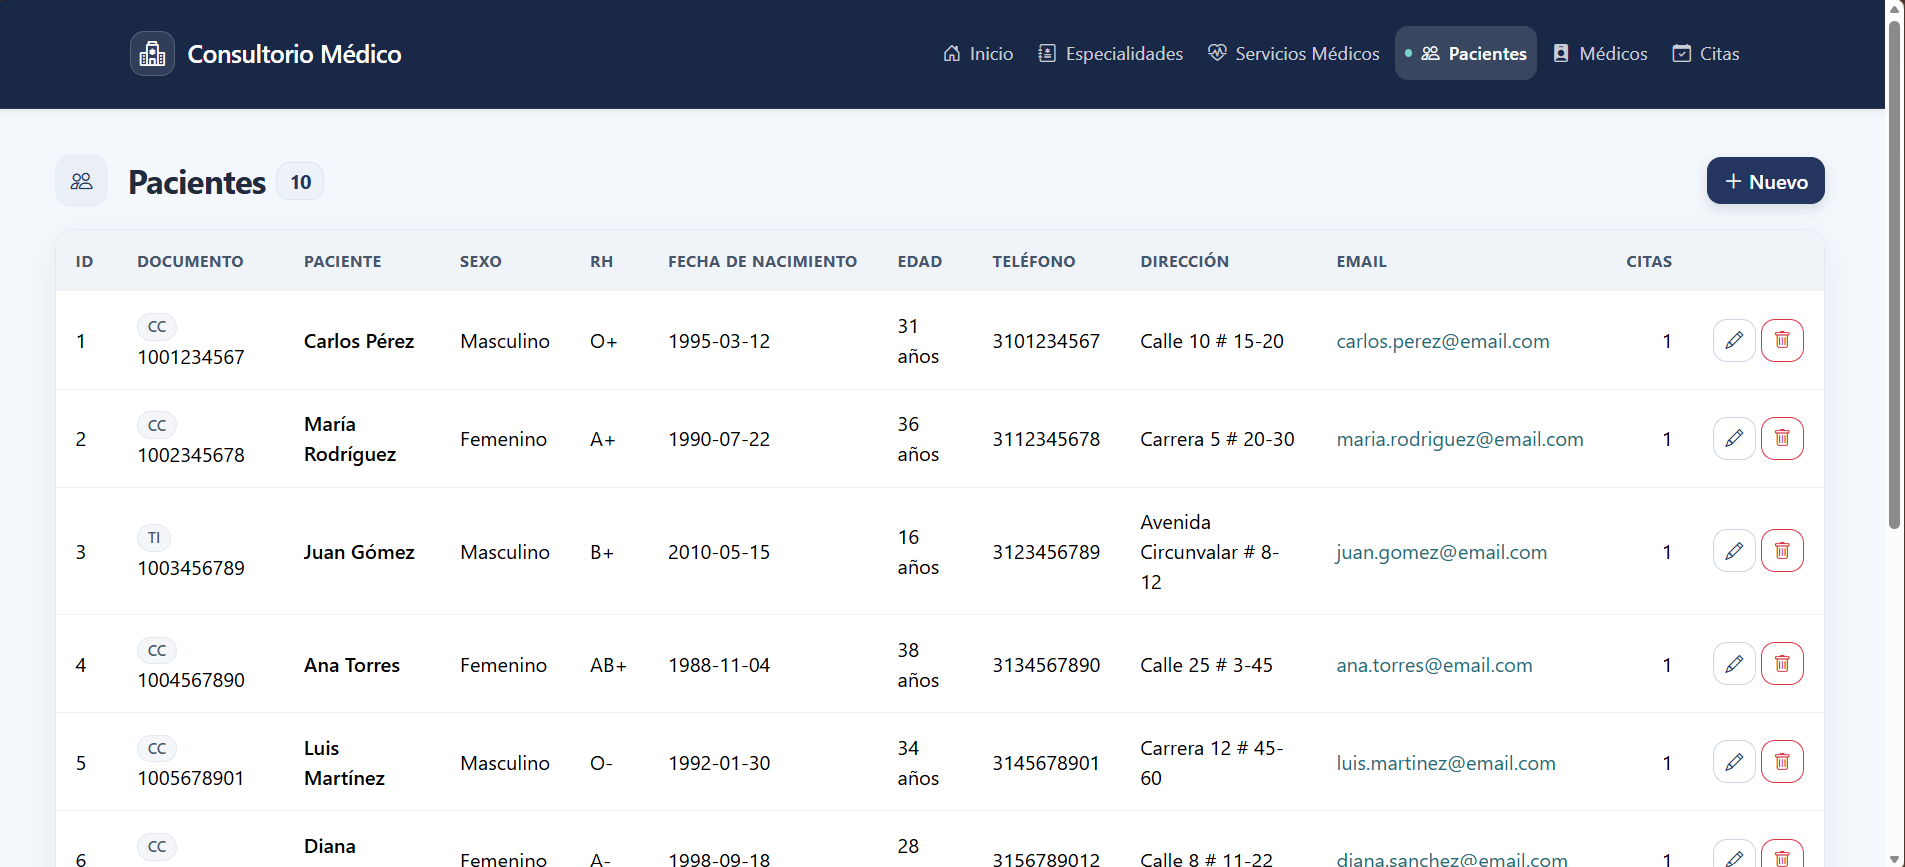 Consultorio Médico
Inicio
Especialidades
Servicios Médicos
Pacientes
Médicos
Citas
Pacientes 10
+ Nuevo
ID DOCUMENTO PACIENTE SEXO RH FECHA DE NACIMIENTO EDAD TELÉFONO DIRECCIÓN EMAIL CITAS
1
CC
1001234567
Carlos Pérez
Masculino
O+
1995-03-12
31
años
3101234567
Calle 10 # 15-20
carlos.perez@email.com
1
2
CC
1002345678
María
Rodríguez
Femenino
A+
1990-07-22
36
años
3112345678
Carrera 5 # 20-30
maria.rodriguez@email.com
1
3
TI
1003456789
Juan Gómez
Masculino
B+
2010-05-15
16
años
3123456789
Avenida
Circunvalar # 8-
12
juan.gomez@email.com
1
4
CC
1004567890
Ana Torres
Femenino
AB+
1988-11-04
38
años
3134567890
Calle 25 # 3-45
ana.torres@email.com
1
5
CC
1005678901
Luis
Martínez
Masculino
O-
1992-01-30
34
años
3145678901
Carrera 12 # 45-
60
luis.martinez@email.com
1
6
CC
Diana
Femenino
A-
1998-09-18
28
3156789012
Calle 8 # 11-22
diana.sanchez@email.com
1